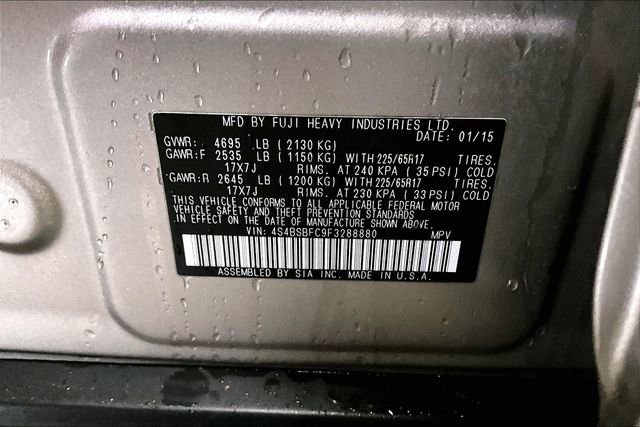 MFD BY FUJI HEAVY INDUSTRIES LTD.
GVWR: 4695 LB ( 2130 KG) DATE: 01/15
GAWR:F 2535 LB ( 1150 KG) WITH 225/65R17 TIRES.
17X7J RIMS. AT 240 KPA ( 35 PSI) COLD
GAWR:R 2645 LB ( 1200 KG) WITH 225/65R17 TIRES.
17X7J RIMS. AT 230 KPA ( 33 PSI) COLD
THIS VEHICLE CONFORMS TO ALL APPLICABLE FEDERAL MOTOR
VEHICLE SAFETY AND THEFT PREVENTION STANDARDS
IN EFFECT ON THE DATE OF MANUFACTURE SHOWN ABOVE.
VIN: 4S4BSBFC9F3288880 MPV
ASSEMBLED BY SIA INC. MADE IN U.S.A.